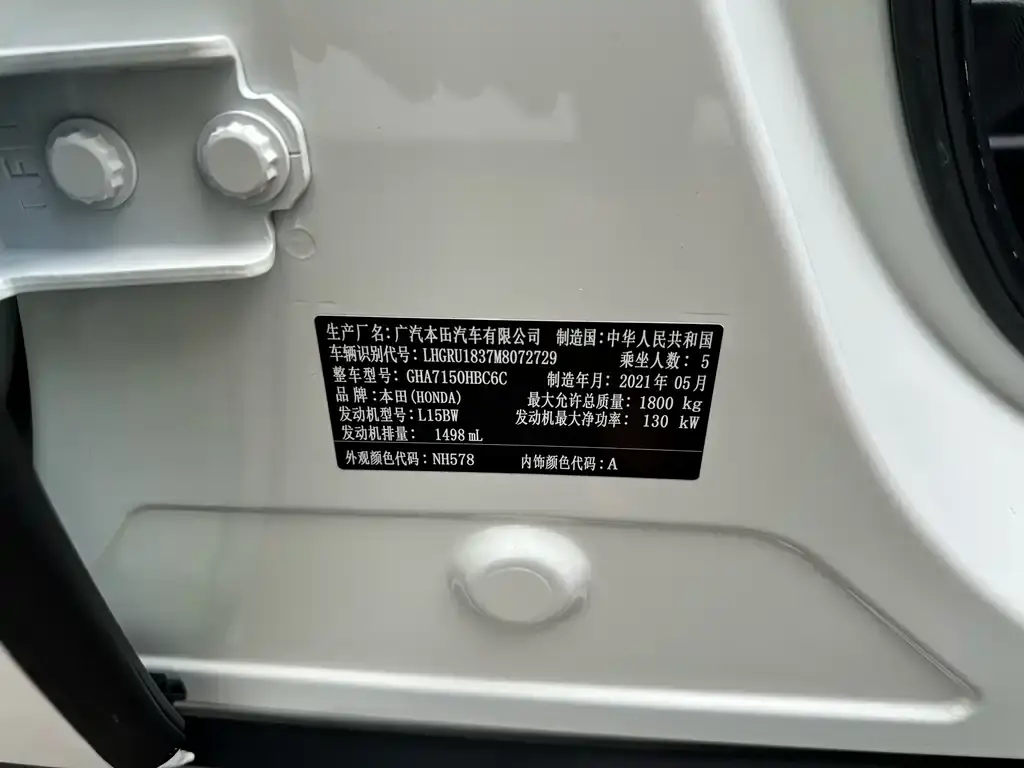 生产厂名:广汽本田汽车有限公司 制造国:中华人民共和国
车辆识别代号:LHGRU1837M8072729 乘坐人数:5
整车型号:GHA7150HBC6C 制造年月:2021年05月
品牌:本田(HONDA) 最大允许总质量:1800 kg
发动机型号:L15BW 发动机最大净功率:130 kW
发动机排量: 1498 mL
外观颜色代码:NH578 内饰颜色代码:A